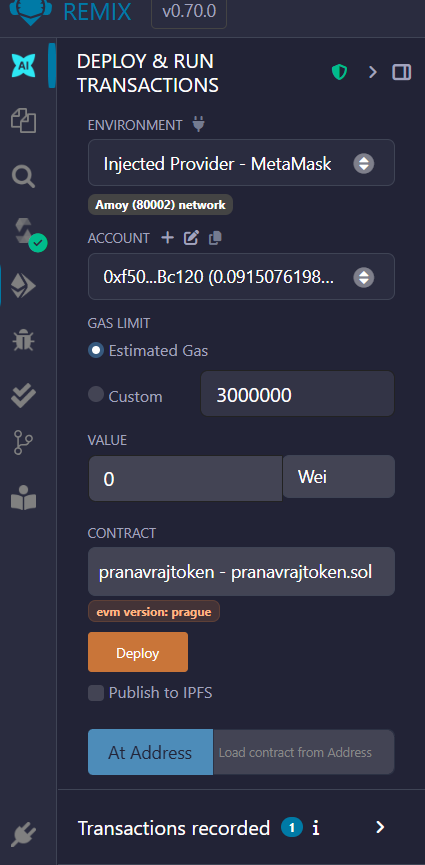 REMIX v0.70.0
AI
DEPLOY & RUN
TRANSACTIONS
ENVIRONMENT
Injected Provider - MetaMask
Amoy (80002) network
ACCOUNT
0xf50...Bc120 (0.0915076198...
GAS LIMIT
Estimated Gas
Custom 3000000
VALUE
0 Wei
CONTRACT
pranavrajtoken - pranavrajtoken.sol
evm version: prague
Deploy
Publish to IPFS
At Address Load contract from Address
Transactions recorded 1 i